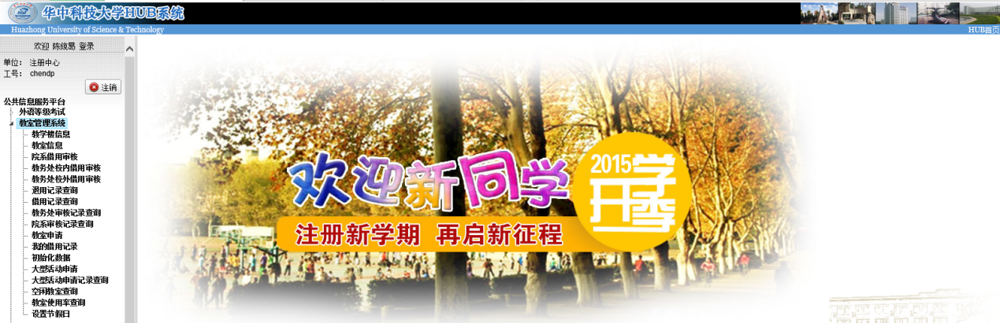 华中科技大学HUB系统
Huazhong University of Science & Technology
HUB首页
欢迎 陈绫鹍 登录
单位： 注册中心
工号： chendp
注销
公共信息服务平台
外语等级考试
教室管理系统
教学楼信息
教室信息
院系借用审核
教务处校内借用审核
教务处校外借用审核
退用记录查询
借用记录查询
教务处审核记录查询
院系审核记录查询
教室申请
我的借用记录
初始化数据
大型活动申请
大型活动申请记录查询
空闲教室查询
教室使用率查询
设置节假日
欢迎新同学
注册新学期 再启新征程
2015学
开季